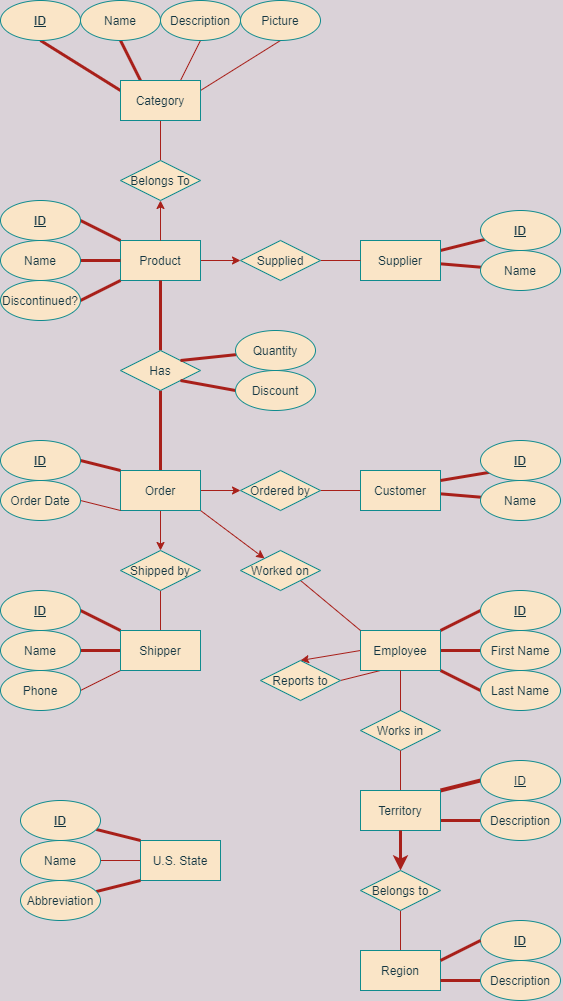 ID
Name
Description
Picture
Category
Belongs To
ID
Name
Discontinued?
Product
Supplied
Supplier
ID
Name
Has
Quantity
Discount
ID
Order Date
Order
Ordered by
Customer
ID
Name
Shipped by
Worked on
ID
Name
Phone
Shipper
Employee
Reports to
ID
First Name
Last Name
Works in
Territory
ID
Description
ID
Name
Abbreviation
U.S. State
Belongs to
Region
ID
Description